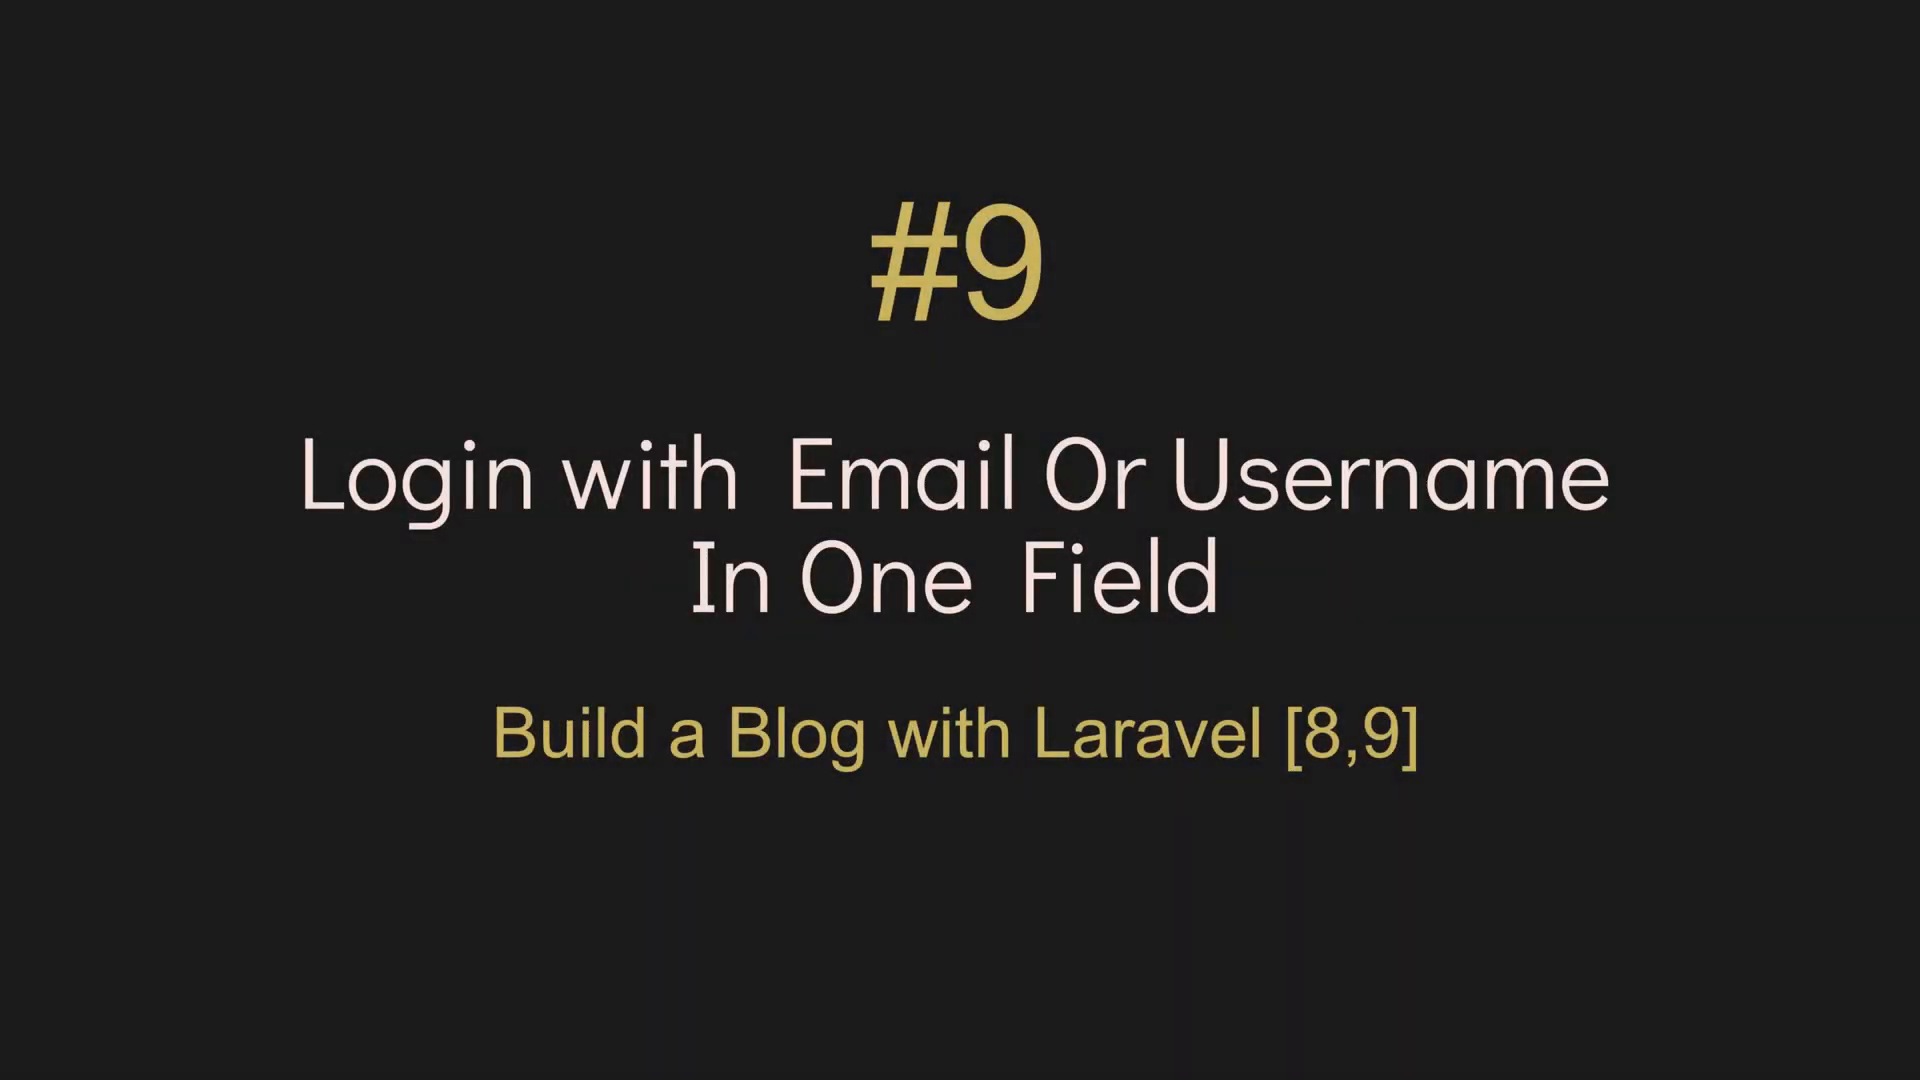 #9
Login with Email Or Username
In One Field
Build a Blog with Laravel [8,9]